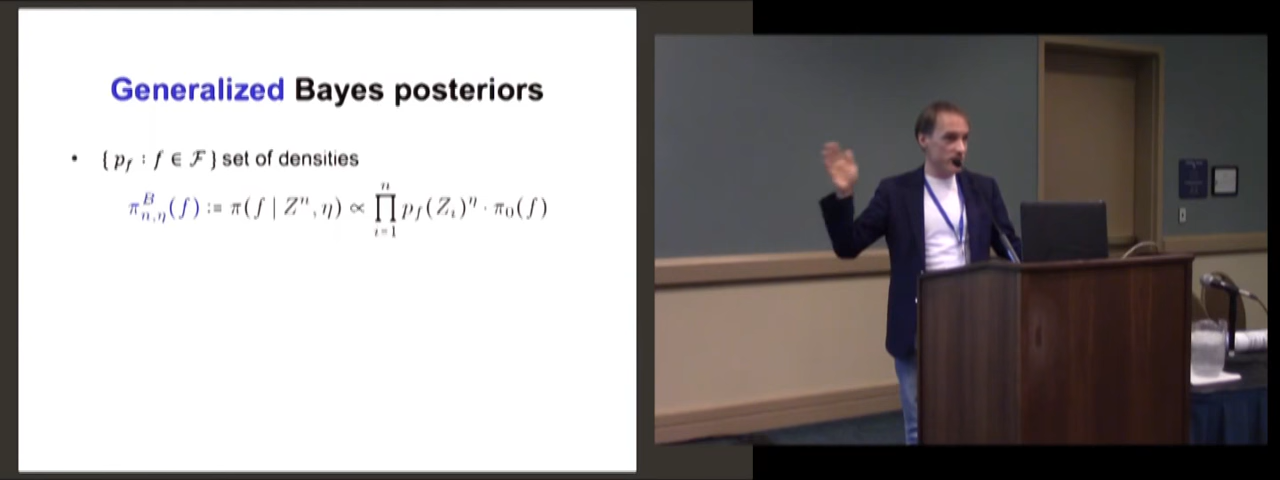 Generalized Bayes posteriors
• { p_f : f ∈ ℱ } set of densities
π^B_{n,η}(f) := π(f | Z^n, η) ∝ ∏_{i=1}^{n} p_f(Z_i)^η · π_0(f)